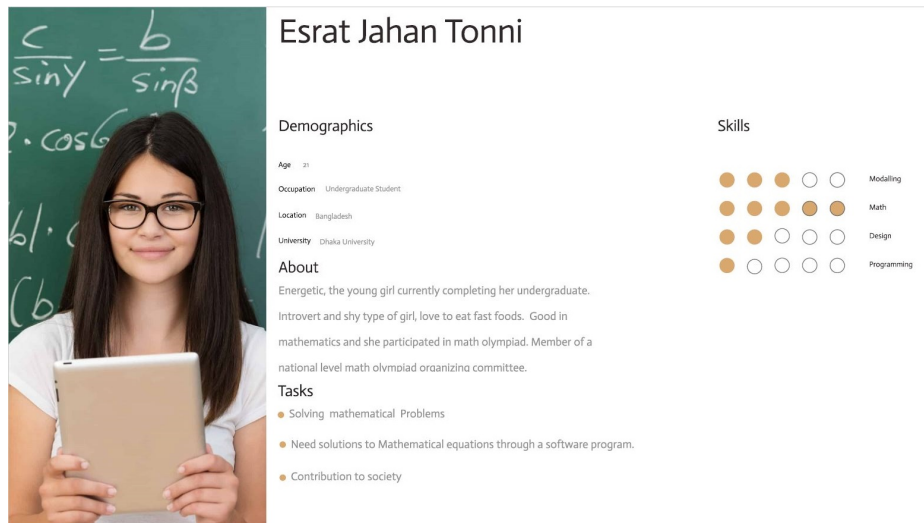 c/sinγ = b/sinβ
· cosδ
b| · c
(b
Esrat Jahan Tonni
Demographics
Age 21
Occupation Undergraduate Student
Location Bangladesh
University Dhaka University
About
Energetic, the young girl currently completing her undergraduate.
Introvert and shy type of girl, love to eat fast foods. Good in
mathematics and she participated in math olympiad. Member of a
national level math olympiad organizing committee.
Tasks
Solving mathematical Problems
Need solutions to Mathematical equations through a software program.
Contribution to society
Skills
Modalling
Math
Design
Programming